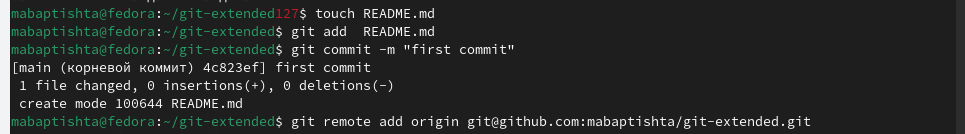 mabaptishta@fedora:~/git-extended127$ touch README.md
mabaptishta@fedora:~/git-extended$ git add  README.md
mabaptishta@fedora:~/git-extended$ git commit -m "first commit"
[main (корневой коммит) 4c823ef] first commit
 1 file changed, 0 insertions(+), 0 deletions(-)
 create mode 100644 README.md
mabaptishta@fedora:~/git-extended$ git remote add origin git@github.com:mabaptishta/git-extended.git